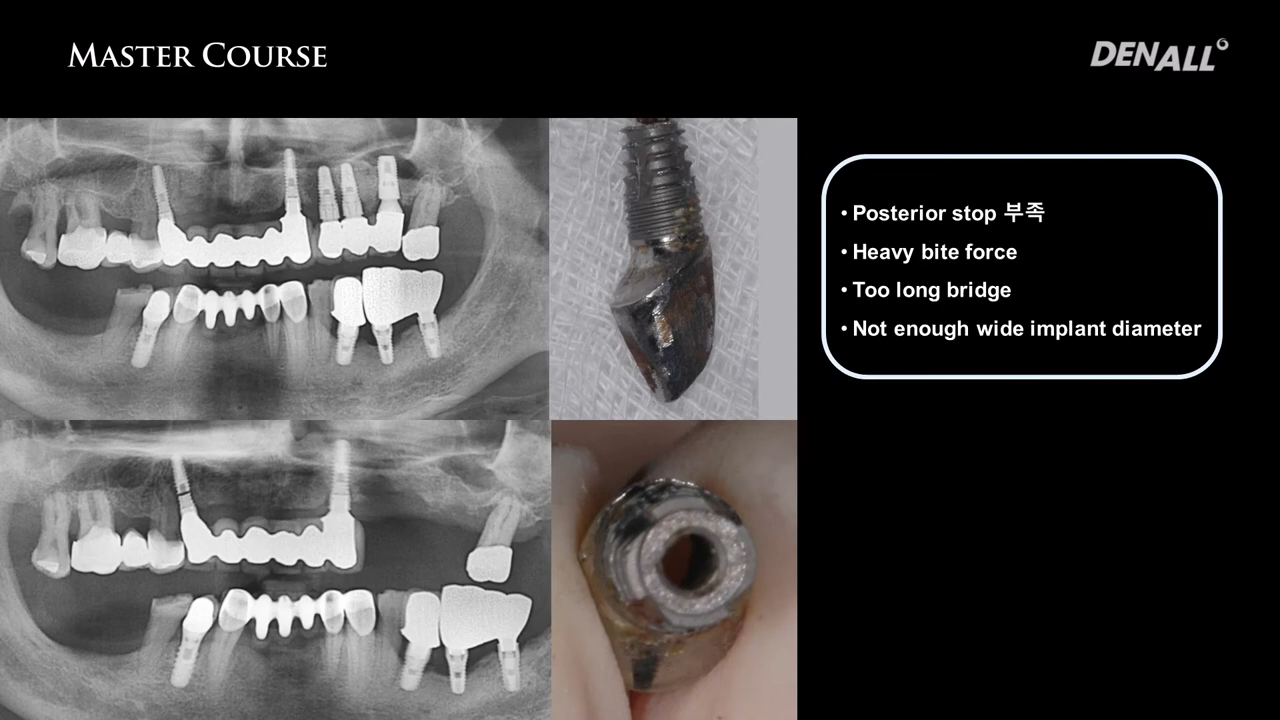 Master Course
DENALL
• Posterior stop 부족
• Heavy bite force
• Too long bridge
• Not enough wide implant diameter